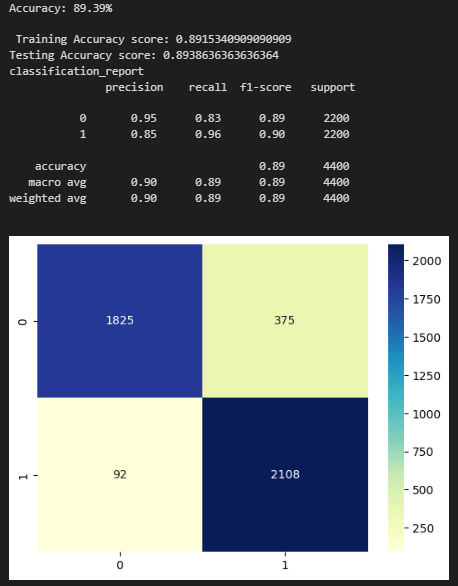 Accuracy: 89.39%
Training Accuracy score: 0.8915340909090909
Testing Accuracy score: 0.8938636363636364
classification_report
precision recall f1-score support
0 0.95 0.83 0.89 2200
1 0.85 0.96 0.90 2200
accuracy 0.89 4400
macro avg 0.90 0.89 0.89 4400
weighted avg 0.90 0.89 0.89 4400
2000
0 1825 375
1750
1500
1250
1000
750
1 92 2108
500
250
0 1